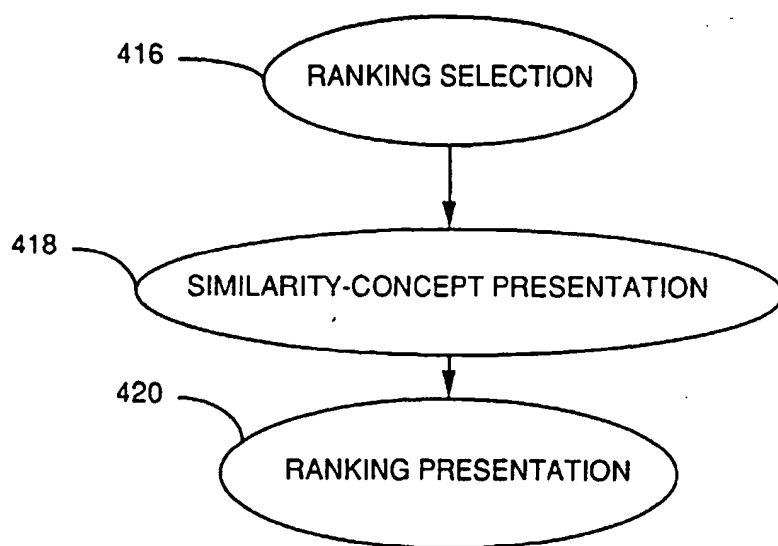 416
RANKING SELECTION
418
SIMILARITY-CONCEPT PRESENTATION
420
RANKING PRESENTATION